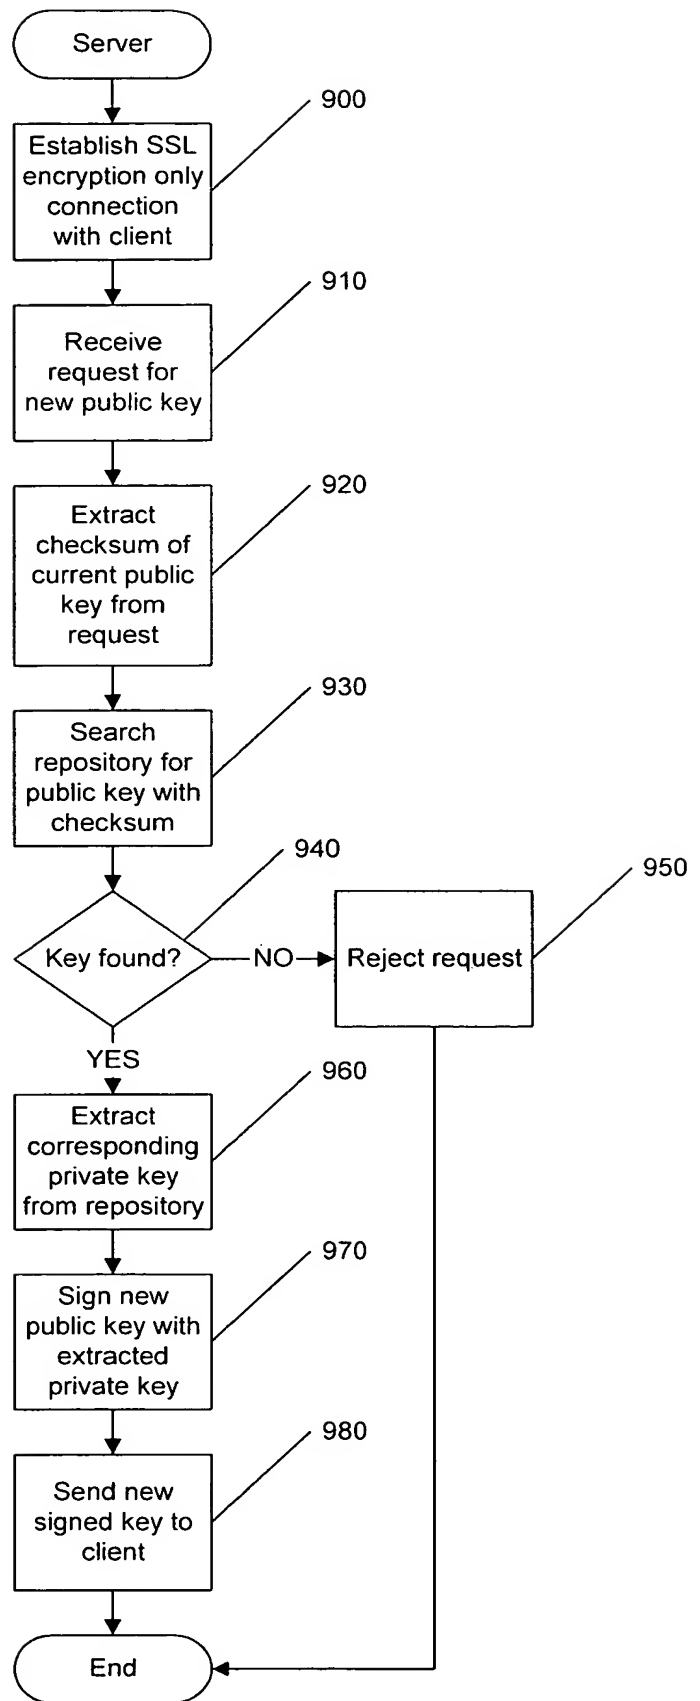 Server
900
Establish SSL
encryption only
connection
with client
910
Receive
request for
new public key
920
Extract
checksum of
current public
key from
request
930
Search
repository for
public key with
checksum
940
950
Key found?
NO
Reject request
YES
960
Extract
corresponding
private key
from repository
970
Sign new
public key with
extracted
private key
980
Send new
signed key to
client
End